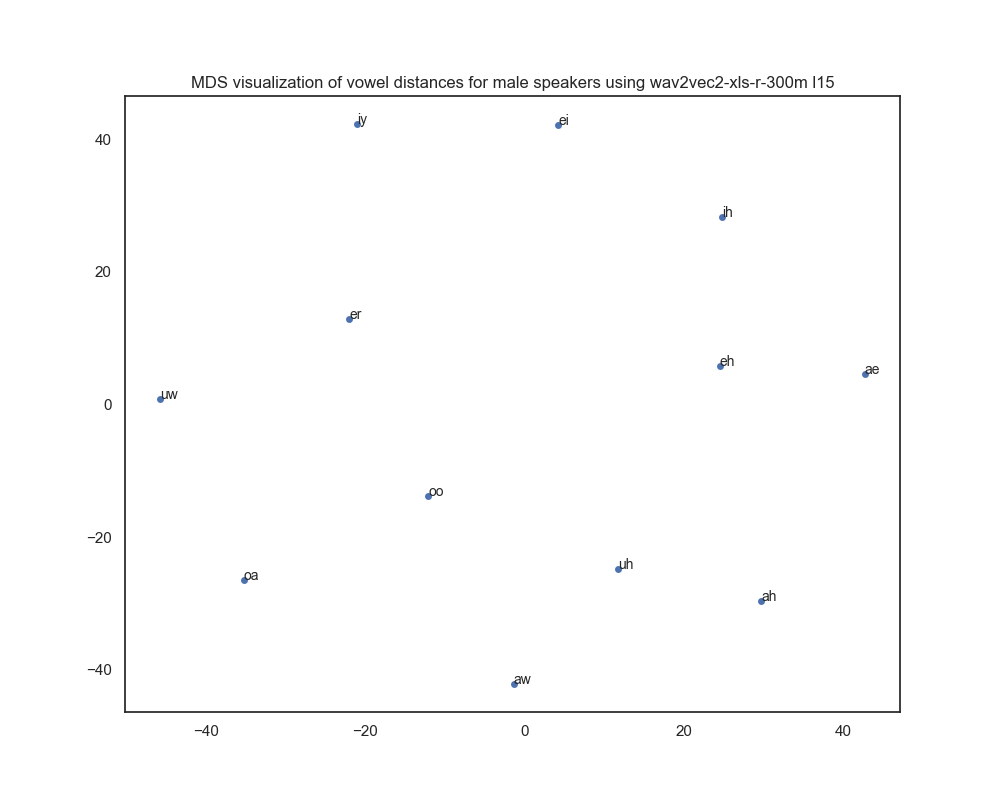 MDS visualization of vowel distances for male speakers using wav2vec2-xls-r-300m l15
40
iy
ei
ih
20
er
eh
ae
0
uw
oo
−20
uh
oa
ah
−40
aw
−40
−20
0
20
40